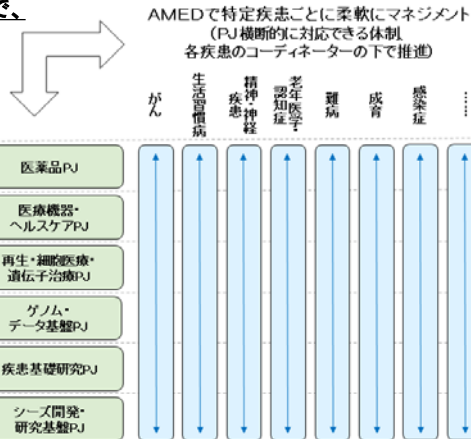 で、
AMEDで特定疾患ごとに柔軟にマネジメント
(PJ横断的に対応できる体制
各疾患のコーディネーターの下で推進)
がん
生活習慣病
精神・神経
疾患
老年医学・
認知症
難病
成育
感染症
……
医薬品PJ
医療機器・
ヘルスケアPJ
再生・細胞医療・
遺伝子治療PJ
ゲノム・
データ基盤PJ
疾患基礎研究PJ
シーズ開発・
研究基盤PJ